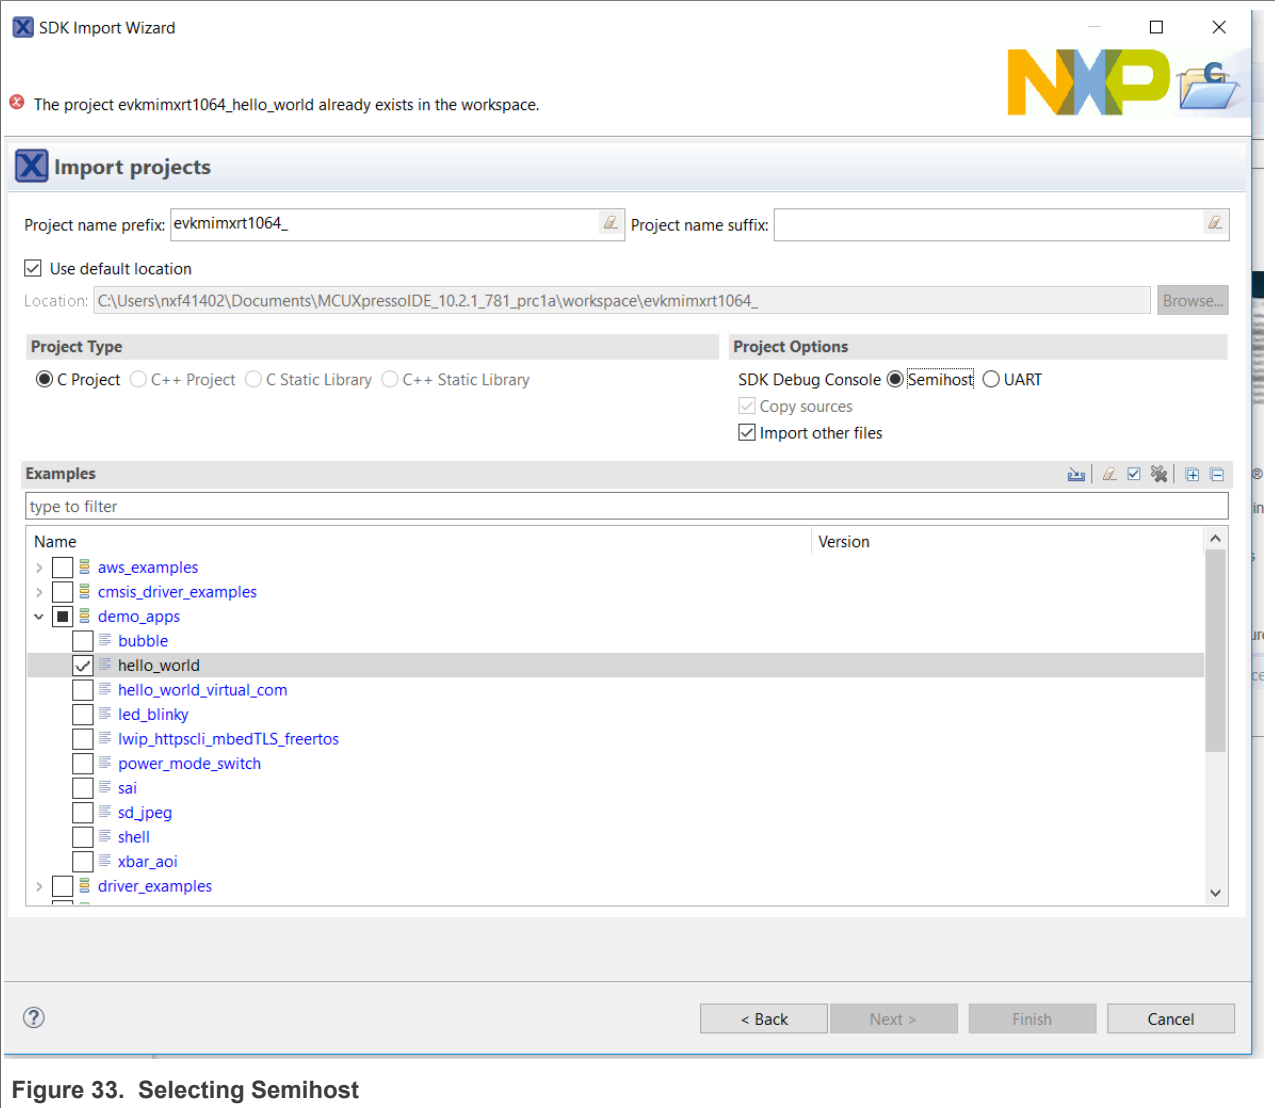 SDK Import Wizard
The project evkmimxrt1064_hello_world already exists in the workspace.
NXP
C
X Import projects
Project name prefix: evkmimxrt1064_ Project name suffix:
Use default location
Location: C:\Users\nxf41402\Documents\MCUXpressoIDE_10.2.1_781_prc1a\workspace\evkmimxrt1064_ Browse...
Project Type Project Options
C Project C++ Project C Static Library C++ Static Library SDK Debug Console Semihost UART
Copy sources
Import other files
Examples
type to filter
Name Version
aws_examples
cmsis_driver_examples
demo_apps
bubble
hello_world
hello_world_virtual_com
led_blinky
lwip_httpscli_mbedTLS_freertos
power_mode_switch
sai
sd_jpeg
shell
xbar_aoi
driver_examples
? < Back Next > Finish Cancel
Figure 33. Selecting Semihost